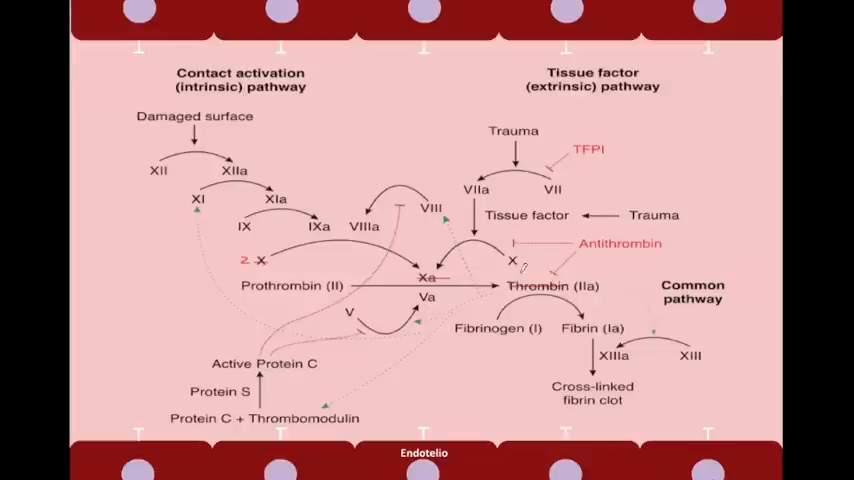 Contact activation
(intrinsic) pathway
Tissue factor
(extrinsic) pathway
Damaged surface
Trauma
TFPI
XII
XIIa
VIIa
VII
XI
XIa
VIII
Tissue factor
Trauma
IX
IXa
VIIIa
Antithrombin
2 X
X
Xa
Prothrombin (II)
Thrombin (IIa)
Common
pathway
Va
V
Fibrinogen (I)
Fibrin (Ia)
XIIIa
XIII
Active Protein C
Cross-linked
fibrin clot
Protein S
Protein C + Thrombomodulin
Endotelio